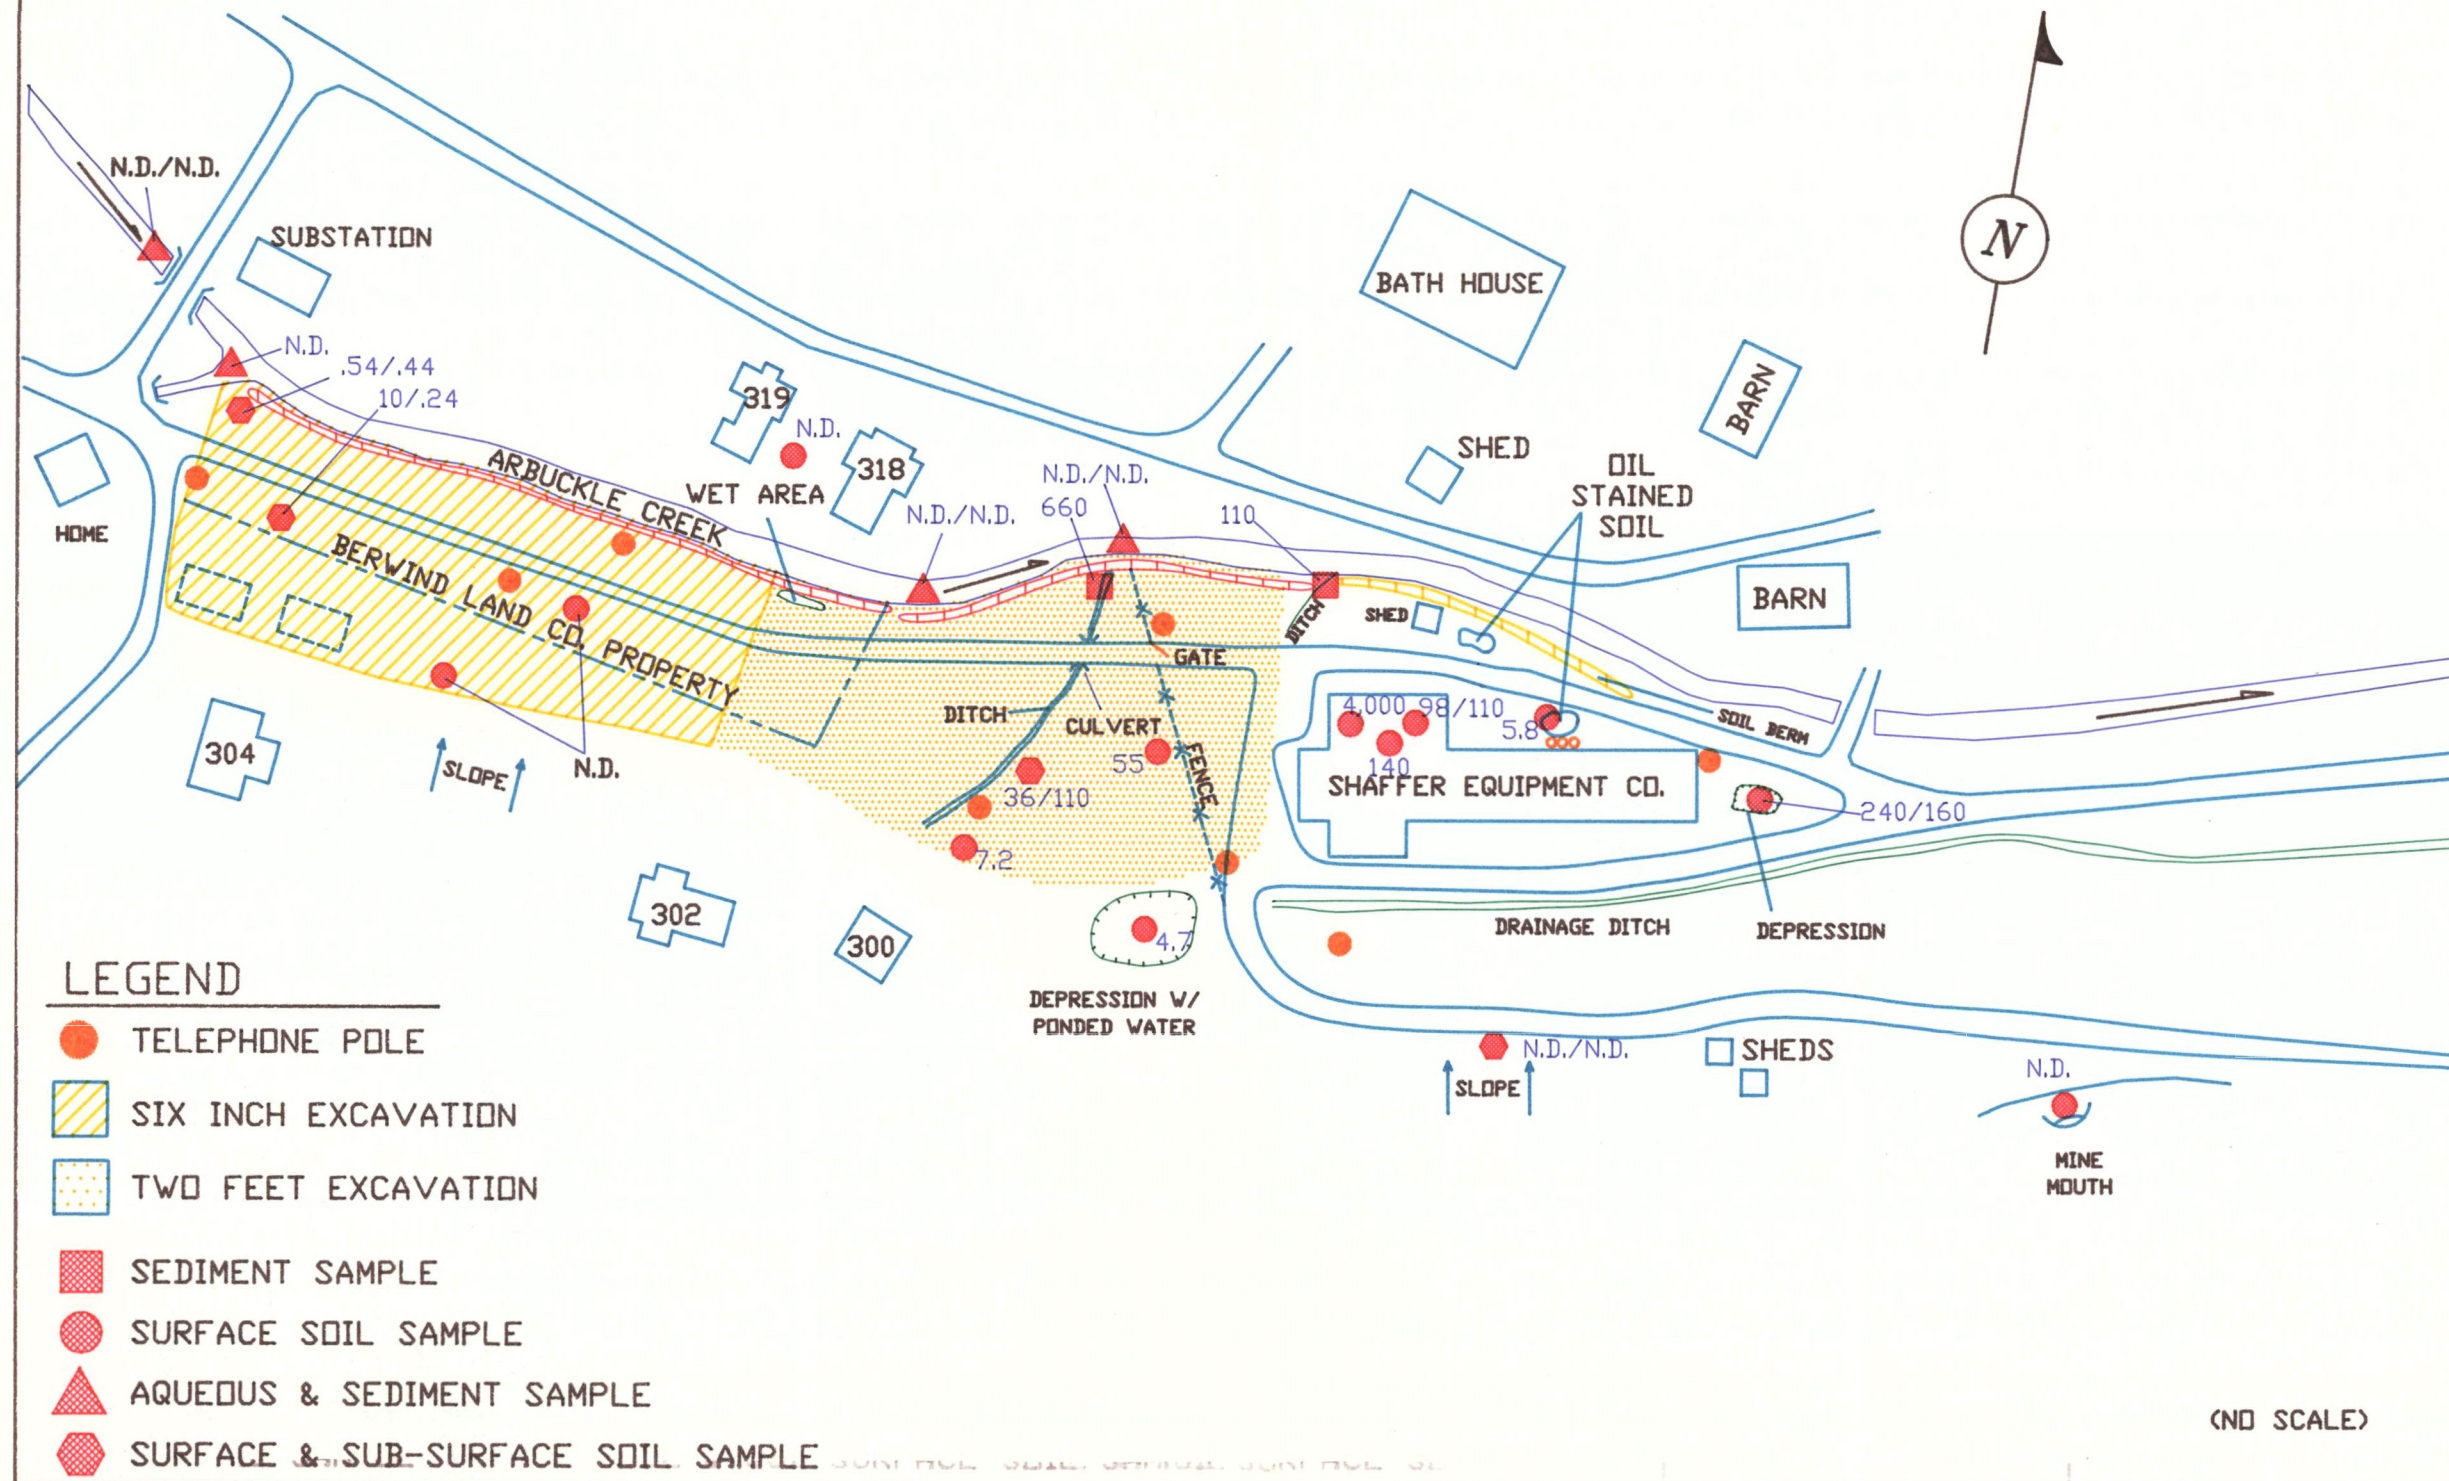 N.D./N.D.
SUBSTATION
N
BATH HOUSE
N.D.
.54/.44
10/.24
319
N.D.
318
BARN
SHED
OIL
STAINED
SOIL
ARBUCKLE CREEK
WET AREA
N.D./N.D.
N.D./N.D.
660
110
HOME
BERWIND LAND CO. PROPERTY
DITCH
SHED
BARN
GATE
304
SLOPE
N.D.
DITCH
CULVERT
55
FENCE
36/110
7.2
4,000
98/110
5.8
140
SHAFFER EQUIPMENT CO.
SOIL BERM
240/160
302
300
4.7
DRAINAGE DITCH
DEPRESSION
DEPRESSION W/
PONDED WATER
N.D./N.D.
SLOPE
SHEDS
N.D.
MINE
MOUTH
LEGEND
TELEPHONE POLE
SIX INCH EXCAVATION
TWO FEET EXCAVATION
SEDIMENT SAMPLE
SURFACE SOIL SAMPLE
AQUEOUS & SEDIMENT SAMPLE
SURFACE & SUB-SURFACE SOIL SAMPLE
(NO SCALE)